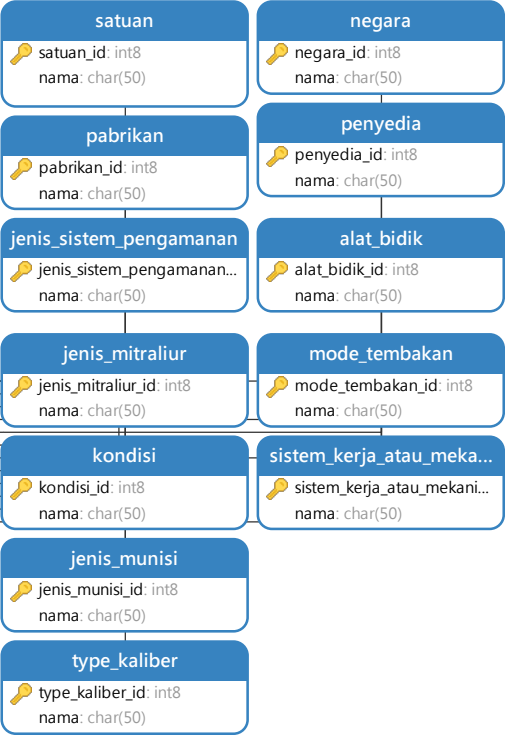 satuan
satuan_id: int8
nama: char(50)
pabrikan
pabrikan_id: int8
nama: char(50)
jenis_sistem_pengamanan
jenis_sistem_pengamanan...
nama: char(50)
jenis_mitraliur
jenis_mitraliur_id: int8
nama: char(50)
kondisi
kondisi_id: int8
nama: char(50)
jenis_munisi
jenis_munisi_id: int8
nama: char(50)
type_kaliber
type_kaliber_id: int8
nama: char(50)
negara
negara_id: int8
nama: char(50)
penyedia
penyedia_id: int8
nama: char(50)
alat_bidik
alat_bidik_id: int8
nama: char(50)
mode_tembakan
mode_tembakan_id: int8
nama: char(50)
sistem_kerja_atau_meka...
sistem_kerja_atau_mekani...
nama: char(50)